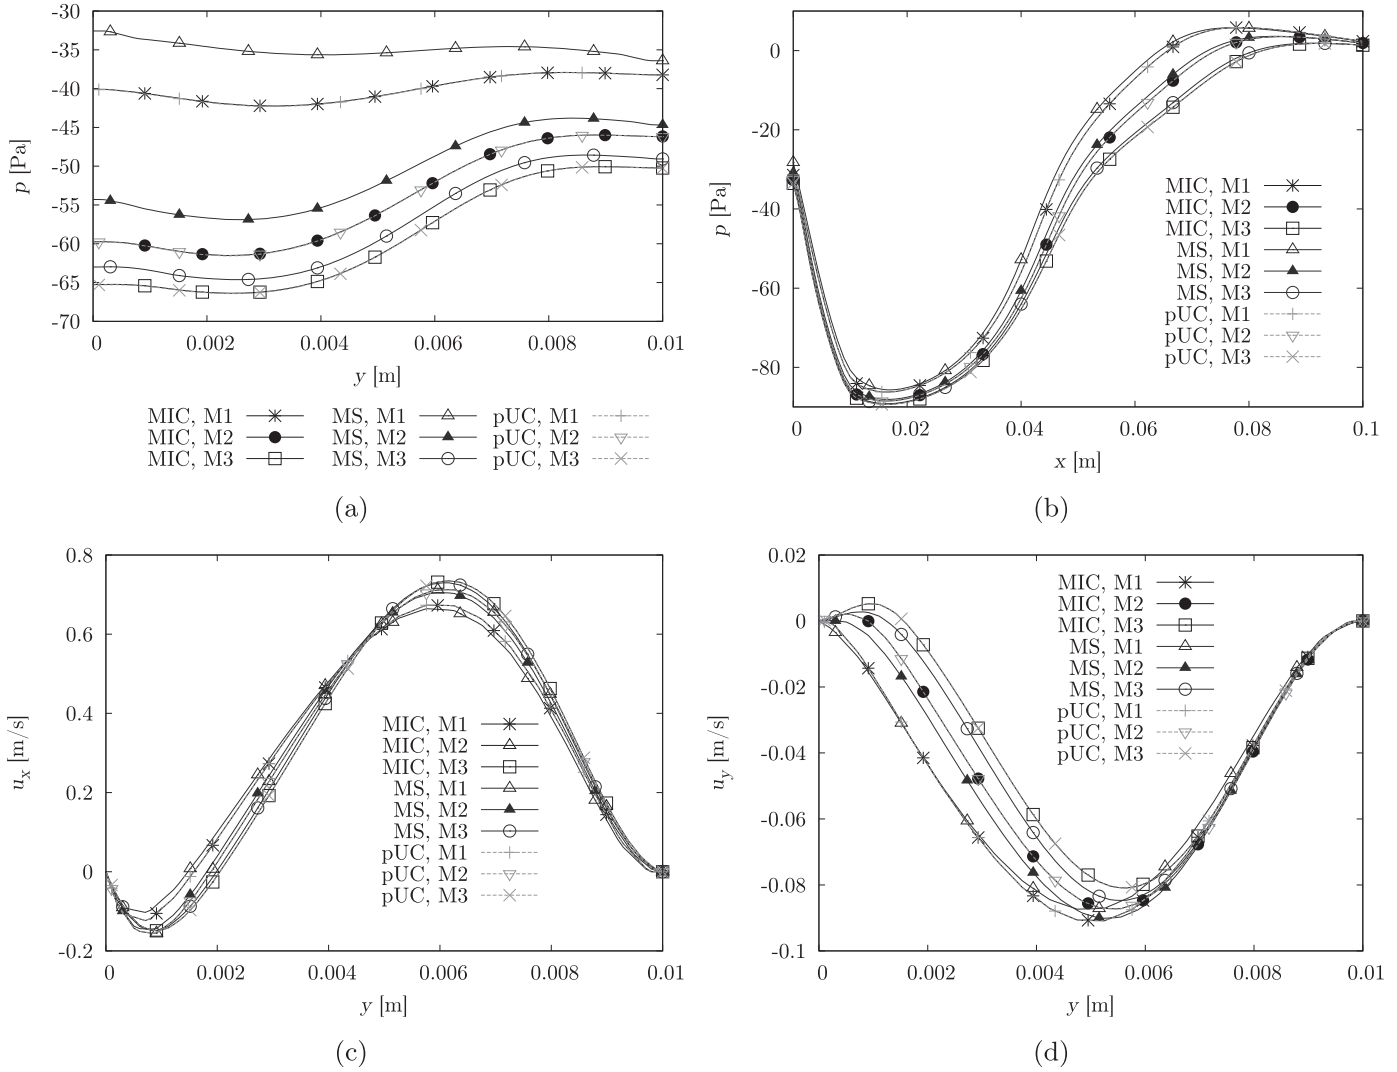 -30
-35
-40
-45
-50
-55
-60
-65
-70
p [Pa]
0 0.002 0.004 0.006 0.008 0.01
y [m]
MIC, M1 MS, M1 pUC, M1
MIC, M2 MS, M2 pUC, M2
MIC, M3 MS, M3 pUC, M3
(a)
0
-20
-40
-60
-80
p [Pa]
MIC, M1
MIC, M2
MIC, M3
MS, M1
MS, M2
MS, M3
pUC, M1
pUC, M2
pUC, M3
0 0.02 0.04 0.06 0.08 0.1
x [m]
(b)
0.8
0.6
0.4
0.2
0
-0.2
ux [m/s]
MIC, M1
MIC, M2
MIC, M3
MS, M1
MS, M2
MS, M3
pUC, M1
pUC, M2
pUC, M3
0 0.002 0.004 0.006 0.008 0.01
y [m]
(c)
0.02
0
-0.02
-0.04
-0.06
-0.08
-0.1
uy [m/s]
MIC, M1
MIC, M2
MIC, M3
MS, M1
MS, M2
MS, M3
pUC, M1
pUC, M2
pUC, M3
0 0.002 0.004 0.006 0.008 0.01
y [m]
(d)